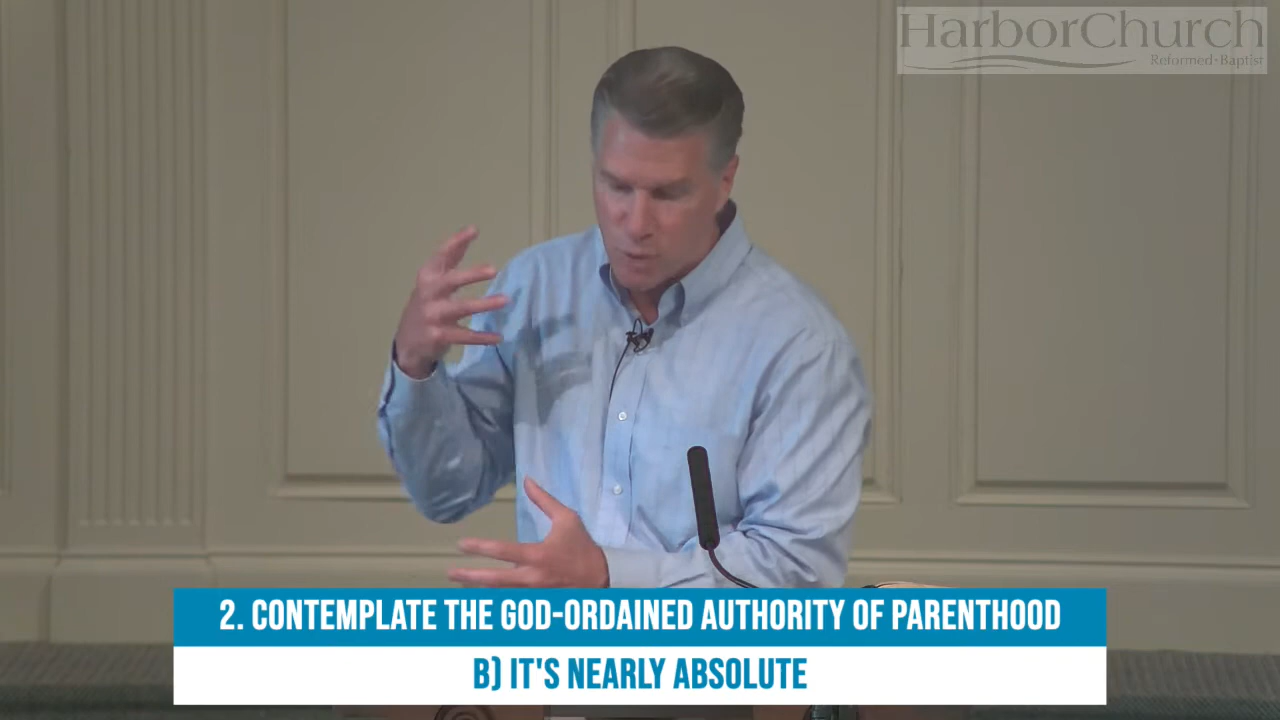 HarborChurch
Reformed·Baptist
2. CONTEMPLATE THE GOD-ORDAINED AUTHORITY OF PARENTHOOD
B) IT'S NEARLY ABSOLUTE